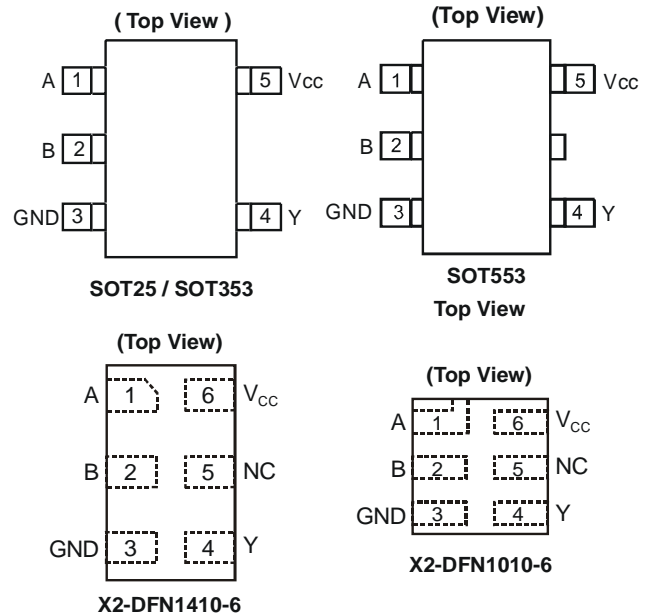 ( Top View )
A 1 5 Vcc
B 2
GND 3 4 Y
SOT25 / SOT353
(Top View)
A 1 5 Vcc
B 2
GND 3 4 Y
SOT553
Top View
(Top View)
A 1 6 VCC
B 2 5 NC
GND 3 4 Y
X2-DFN1410-6
(Top View)
A 1 6 VCC
B 2 5 NC
GND 3 4 Y
X2-DFN1010-6